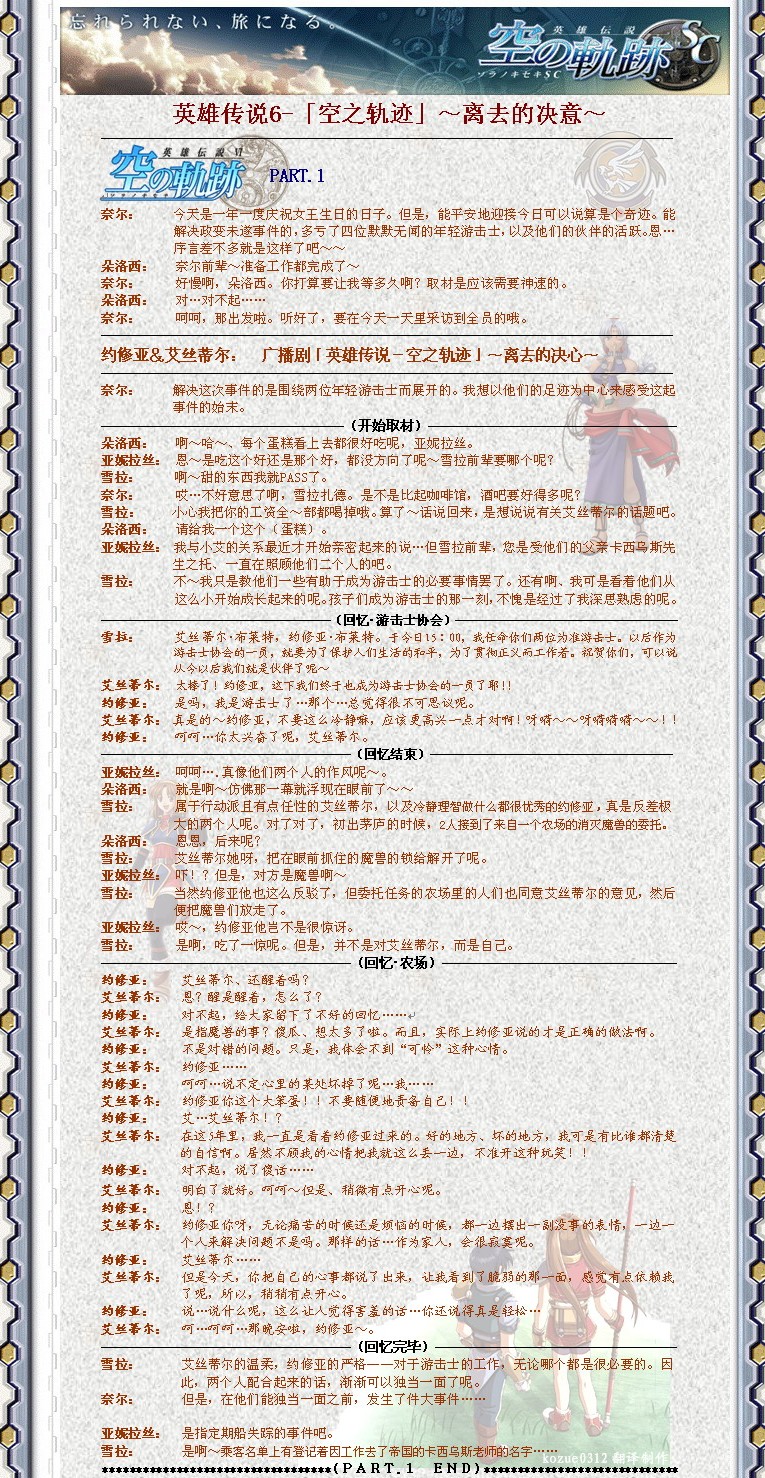 忘れられない、旅になる。
英雄伝説
空の軌跡SC
ソラノキセキSC
英雄传说6-「空之轨迹」～离去的决意～
英雄伝説VI
空の軌跡
PART.1
奈尔： 今天是一年一度庆祝女王生日的日子。但是，能平安地迎接今日可以说算是个奇迹。能
解决政变未遂事件的，多亏了四位默默无闻的年轻游击士，以及他们的伙伴的活跃。恩…
序言差不多就是这样了吧～～
朵洛西： 奈尔前辈～准备工作都完成了～
奈尔： 好慢啊，朵洛西。你打算要让我等多久啊？取材是应该需要神速的。
朵洛西： 对…对不起……
奈尔： 呵呵，那出发啦。听好了，要在今天一天里采访到全员的哦。
约修亚&艾丝蒂尔： 广播剧「英雄传说－空之轨迹」～离去的决心～
奈尔： 解决这次事件的是围绕两位年轻游击士而展开的。我想以他们的足迹为中心来感受这起
事件的始末。
（开始取材）
朵洛西： 啊～哈～、每个蛋糕看上去都很好吃呢，亚妮拉丝。
亚妮拉丝： 恩～是吃这个好还是那个好，都没方向了呢～雪拉前辈要哪个呢？
雪拉： 啊～甜的东西我就PASS了。
奈尔： 哎…不好意思了啊，雪拉扎德。是不是比起咖啡馆，酒吧要好得多呢？
雪拉： 小心我把你的工资全～部都喝掉哦。算了～话说回来，是想说说有关艾丝蒂尔的话题吧。
朵洛西： 请给我一个这个（蛋糕）。
亚妮拉丝： 我与小艾的关系最近才开始亲密起来的说…但雪拉前辈，您是受他们的父亲卡西乌斯先
生之托、一直在照顾他们二个人的吧。
雪拉： 不～我只是教他们一些有助于成为游击士的必要事情罢了。还有啊、我可是看着他们从
这么小开始成长起来的呢。孩子们成为游击士的那一刻，不愧是经过了我深思熟虑的呢。
（回忆·游击士协会）
雪拉： 艾丝蒂尔·布莱特，约修亚·布莱特。于今日15：00，我任命你们两位为准游击士。以后作为
游击士协会的一员，就要为了保护人们生活的和平，为了贯彻正义而工作着。祝贺你们，可以说
从今以后我们就是伙伴了呢～
艾丝蒂尔： 太棒了！约修亚，这下我们终于也成为游击士协会的一员了耶！！
约修亚： 是吗，我是游击士了…那个…总觉得很不可思议呢。
艾丝蒂尔： 真是的～约修亚，不要这么冷静嘛，应该更高兴一点才对啊！呀嗬～～呀嗬嗬嗬～～！！
约修亚： 呵呵…你太兴奋了呢，艾丝蒂尔。
（回忆结束）
亚妮拉丝： 呵呵….真像他们两个人的作风呢～。
朵洛西： 就是啊～仿佛那一幕就浮现在眼前了～～
雪拉： 属于行动派且有点任性的艾丝蒂尔，以及冷静理智做什么都很优秀的约修亚，真是反差极
大的两个人呢。对了对了，初出茅庐的时候，2人接到了来自一个农场的消灭魔兽的委托。
朵洛西： 恩恩，后来呢？
雪拉： 艾丝蒂尔她呀，把在眼前抓住的魔兽的锁给解开了呢。
亚妮拉丝： 吓！？但是，对方是魔兽啊～
雪拉： 当然约修亚他也这么反驳了，但委托任务的农场里的人们也同意艾丝蒂尔的意见，然后
便把魔兽们放走了。
亚妮拉丝： 哎～，约修亚他岂不是很惊讶。
雪拉： 是啊，吃了一惊呢。但是，并不是对艾丝蒂尔，而是自己。
（回忆·农场）
约修亚： 艾丝蒂尔、还醒着吗？
艾丝蒂尔： 恩？醒是醒着，怎么了？
约修亚： 对不起，给大家留下了不好的回忆……
艾丝蒂尔： 是指魔兽的事？傻瓜、想太多了啦。而且，实际上约修亚说的才是正确的做法啊。
约修亚： 不是对错的问题。只是，我体会不到“可怜”这种心情。
艾丝蒂尔： 约修亚……
约修亚： 呵呵…说不定心里的某处坏掉了呢…我……
艾丝蒂尔： 约修亚你这个大笨蛋！！不要随便地责备自己！！
约修亚： 艾…艾丝蒂尔！？
艾丝蒂尔： 在这5年里，我一直是看着约修亚过来的。好的地方、坏的地方，我可是有比谁都清楚
的自信啊。居然不顾我的心情把我就这么丢一边，不准开这种玩笑！！
约修亚： 对不起，说了傻话……
艾丝蒂尔： 明白了就好。呵呵～但是、稍微有点开心呢。
约修亚： 恩！？
艾丝蒂尔： 约修亚你呀，无论痛苦的时候还是烦恼的时候，都一边摆出一副没事的表情，一边一
个人来解决问题不是吗。那样的话…作为家人，会很寂寞呢。
约修亚： 艾丝蒂尔……
艾丝蒂尔： 但是今天，你把自己的心事都说了出来，让我看到了脆弱的那一面，感觉有点依赖我
了呢，所以，稍稍有点开心。
约修亚： 说…说什么呢，这么让人觉得害羞的话…你还说得真是轻松…
艾丝蒂尔： 呵…呵呵…那晚安啦，约修亚～。
（回忆完毕）
雪拉： 艾丝蒂尔的温柔，约修亚的严格——对于游击士的工作，无论哪个都是很必要的。因
此，两个人配合起来的话，渐渐可以独当一面了呢。
奈尔： 但是，在他们能独当一面之前，发生了件大事件……
亚妮拉丝： 是指定期船失踪的事件吧。
雪拉： 是啊～乘客名单上有登记着因工作去了帝国的卡西乌斯老师的名字……
kozue0312 翻译制作
(PART.1 END)